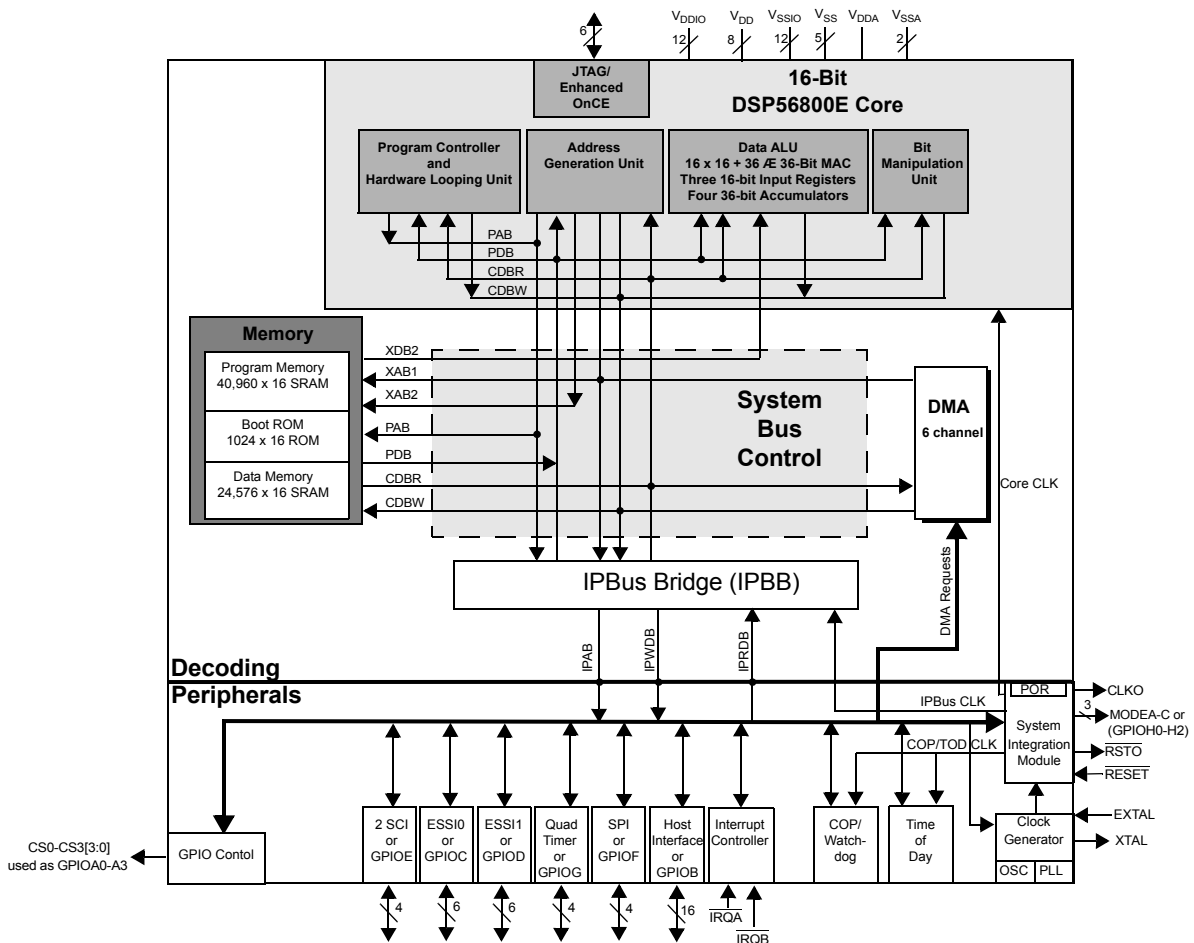 6
VDDIO
VDD
VSSIO
VSS
VDDA
VSSA
12
8
12
5
2
JTAG/
Enhanced
OnCE
16-Bit
DSP56800E Core
Program Controller
and
Hardware Looping Unit
Address
Generation Unit
Data ALU
16 x 16 + 36 Æ 36-Bit MAC
Three 16-bit Input Registers
Four 36-bit Accumulators
Bit
Manipulation
Unit
PAB
PDB
CDBR
CDBW
Memory
Program Memory
40,960 x 16 SRAM
Boot ROM
1024 x 16 ROM
Data Memory
24,576 x 16 SRAM
XDB2
XAB1
XAB2
PAB
PDB
CDBR
CDBW
System
Bus
Control
DMA
6 channel
Core CLK
IPBus Bridge (IPBB)
DMA Requests
IPAB
IPWDB
IPRDB
Decoding
Peripherals
IPBus CLK
POR
System
Integration
Module
CLKO
3
MODEA-C or
(GPIOH0-H2)
RSTO
RESET
COP/TOD CLK
EXTAL
XTAL
Clock
Generator
OSC
PLL
CS0-CS3[3:0]
used as GPIOA0-A3
GPIO Contol
2 SCI
or
GPIOE
ESSI0
or
GPIOC
ESSI1
or
GPIOD
Quad
Timer
or
GPIOG
SPI
or
GPIOF
Host
Interface
or
GPIOB
Interrupt
Controller
COP/
Watch-
dog
Time
of
Day
4
6
6
4
4
16
IRQA
IRQB